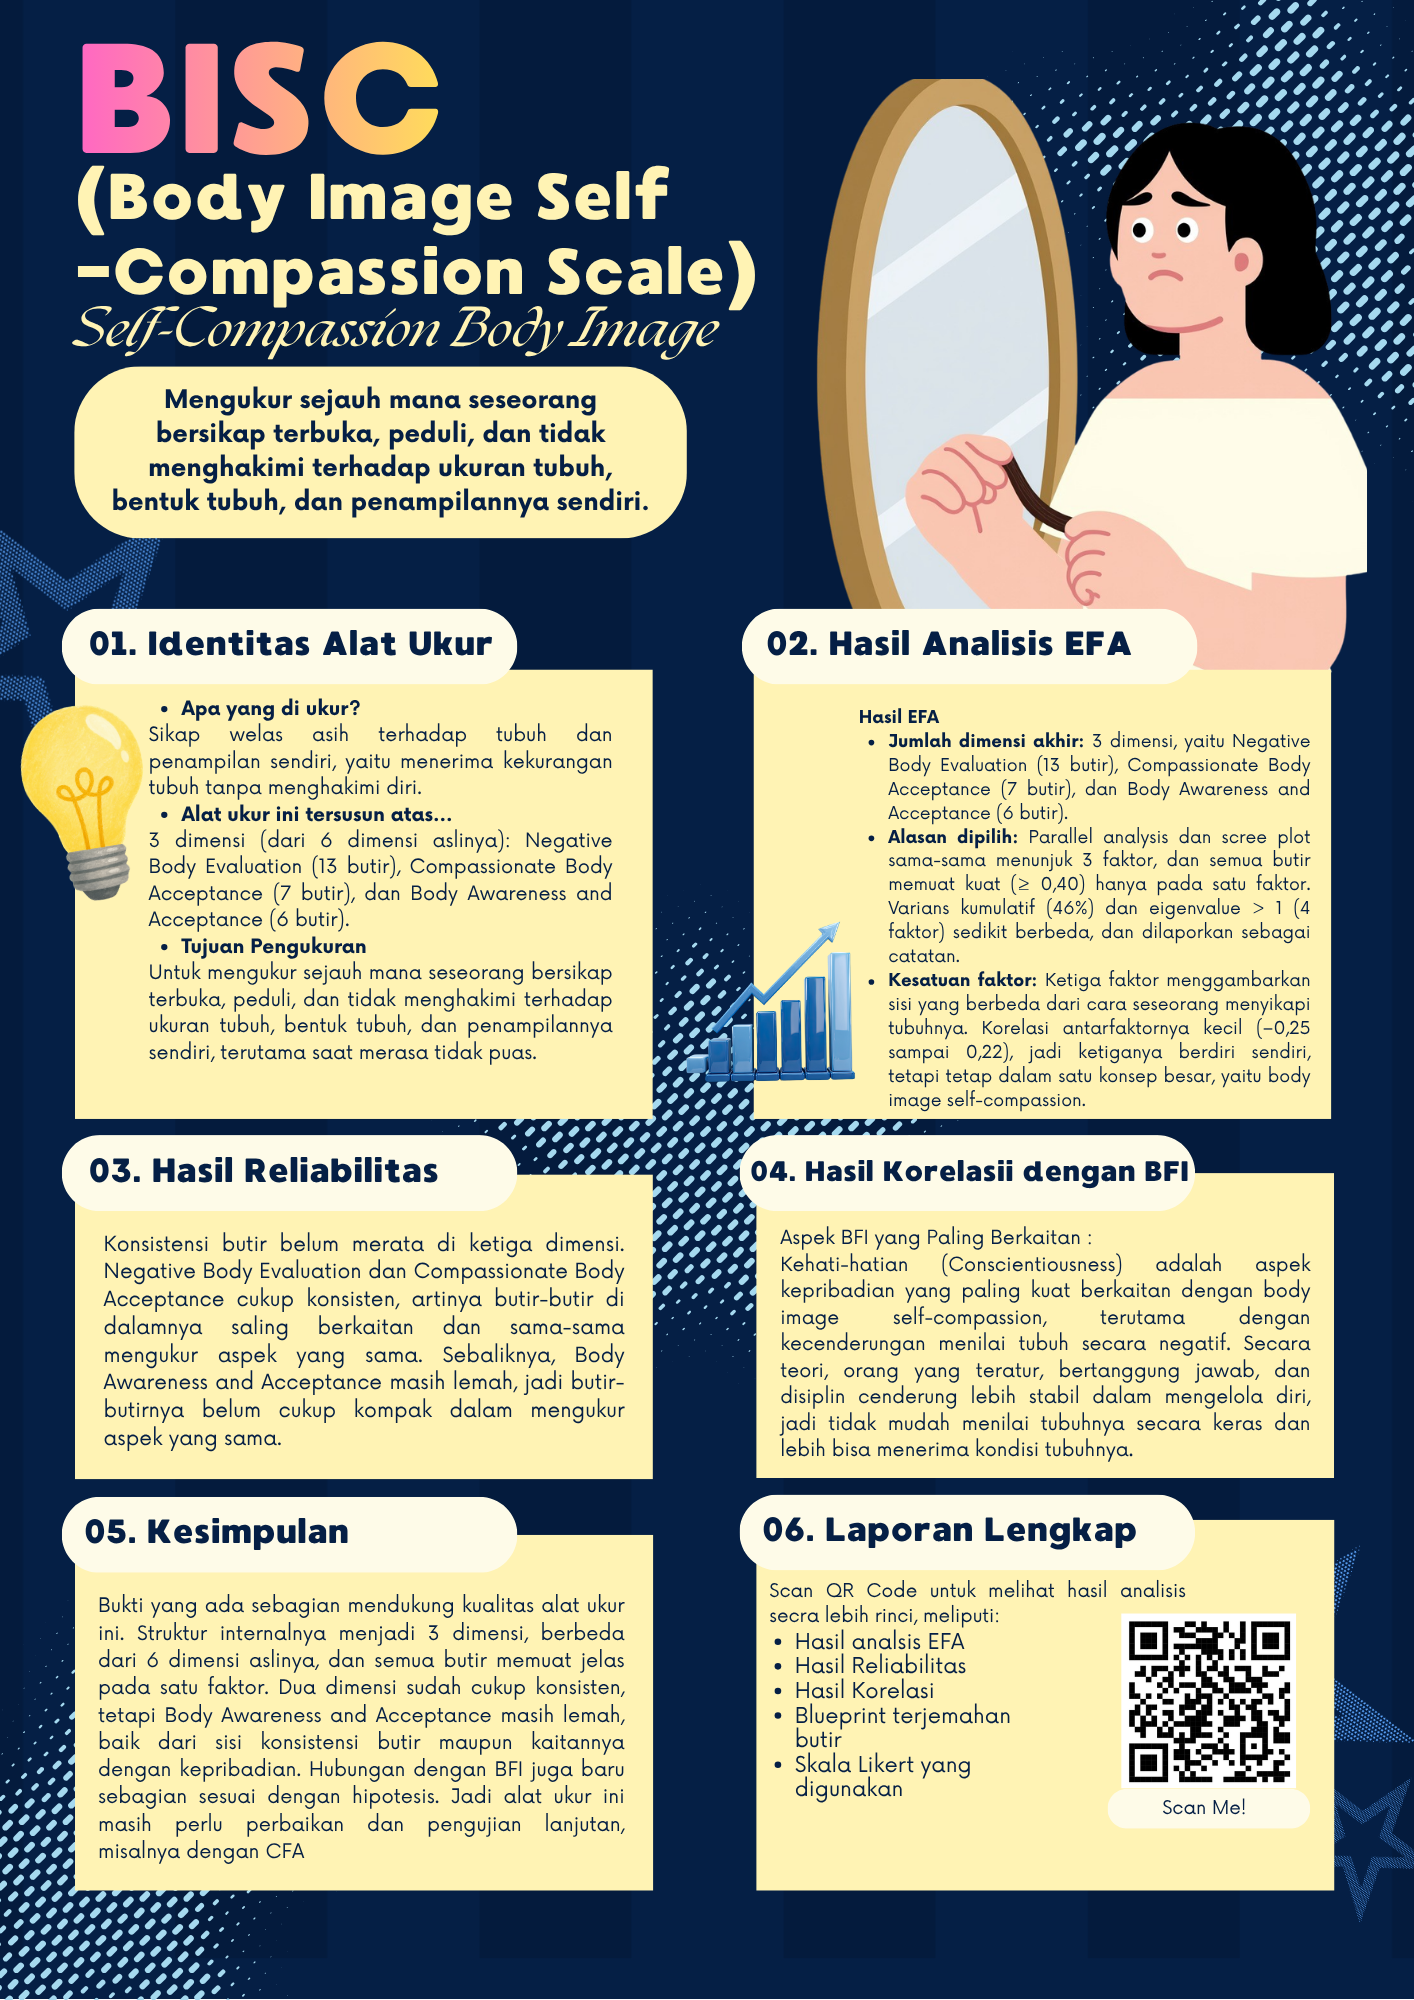 BISC
(Body Image Self
-Compassion Scale)
Self-Compassion Body Image
Mengukur sejauh mana seseorang
bersikap terbuka, peduli, dan tidak
menghakimi terhadap ukuran tubuh,
bentuk tubuh, dan penampilannya sendiri.
01. Identitas Alat Ukur
• Apa yang di ukur?
Sikap welas asih terhadap tubuh dan
penampilan sendiri, yaitu menerima kekurangan
tubuh tanpa menghakimi diri.
• Alat ukur ini tersusun atas...
3 dimensi (dari 6 dimensi aslinya): Negative
Body Evaluation (13 butir), Compassionate Body
Acceptance (7 butir), dan Body Awareness and
Acceptance (6 butir).
• Tujuan Pengukuran
Untuk mengukur sejauh mana seseorang bersikap
terbuka, peduli, dan tidak menghakimi terhadap
ukuran tubuh, bentuk tubuh, dan penampilannya
sendiri, terutama saat merasa tidak puas.
02. Hasil Analisis EFA
Hasil EFA
• Jumlah dimensi akhir: 3 dimensi, yaitu Negative
Body Evaluation (13 butir), Compassionate Body
Acceptance (7 butir), dan Body Awareness and
Acceptance (6 butir).
• Alasan dipilih: Parallel analysis dan scree plot
sama-sama menunjuk 3 faktor, dan semua butir
memuat kuat (≥ 0,40) hanya pada satu faktor.
Varians kumulatif (46%) dan eigenvalue > 1 (4
faktor) sedikit berbeda, dan dilaporkan sebagai
catatan.
• Kesatuan faktor: Ketiga faktor menggambarkan
sisi yang berbeda dari cara seseorang menyikapi
tubuhnya. Korelasi antarfaktornya kecil (−0,25
sampai 0,22), jadi ketiganya berdiri sendiri,
tetapi tetap dalam satu konsep besar, yaitu body
image self-compassion.
03. Hasil Reliabilitas
Konsistensi butir belum merata di ketiga dimensi.
Negative Body Evaluation dan Compassionate Body
Acceptance cukup konsisten, artinya butir-butir di
dalamnya saling berkaitan dan sama-sama
mengukur aspek yang sama. Sebaliknya, Body
Awareness and Acceptance masih lemah, jadi butir-
butirnya belum cukup kompak dalam mengukur
aspek yang sama.
04. Hasil Korelasii dengan BFI
Aspek BFI yang Paling Berkaitan :
Kehati-hatian (Conscientiousness) adalah aspek
kepribadian yang paling kuat berkaitan dengan body
image self-compassion, terutama dengan
kecenderungan menilai tubuh secara negatif. Secara
teori, orang yang teratur, bertanggung jawab, dan
disiplin cenderung lebih stabil dalam mengelola diri,
jadi tidak mudah menilai tubuhnya secara keras dan
lebih bisa menerima kondisi tubuhnya.
05. Kesimpulan
Bukti yang ada sebagian mendukung kualitas alat ukur
ini. Struktur internalnya menjadi 3 dimensi, berbeda
dari 6 dimensi aslinya, dan semua butir memuat jelas
pada satu faktor. Dua dimensi sudah cukup konsisten,
tetapi Body Awareness and Acceptance masih lemah,
baik dari sisi konsistensi butir maupun kaitannya
dengan kepribadian. Hubungan dengan BFI juga baru
sebagian sesuai dengan hipotesis. Jadi alat ukur ini
masih perlu perbaikan dan pengujian lanjutan,
misalnya dengan CFA
06. Laporan Lengkap
Scan QR Code untuk melihat hasil analisis
secra lebih rinci, meliputi:
• Hasil analsis EFA
• Hasil Reliabilitas
• Hasil Korelasi
• Blueprint terjemahan
butir
• Skala Likert yang
digunakan
Scan Me!